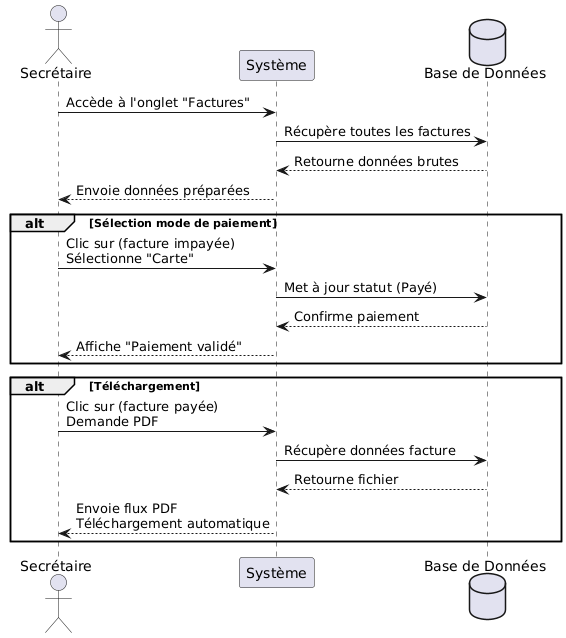 Secrétaire
Système
Base de Données
Accède à l'onglet "Factures"
Récupère toutes les factures
Retourne données brutes
Envoie données préparées
alt [Sélection mode de paiement]
Clic sur (facture impayée)
Sélectionne "Carte"
Met à jour statut (Payé)
Confirme paiement
Affiche "Paiement validé"
alt [Téléchargement]
Clic sur (facture payée)
Demande PDF
Récupère données facture
Retourne fichier
Envoie flux PDF
Téléchargement automatique
Secrétaire
Système
Base de Données